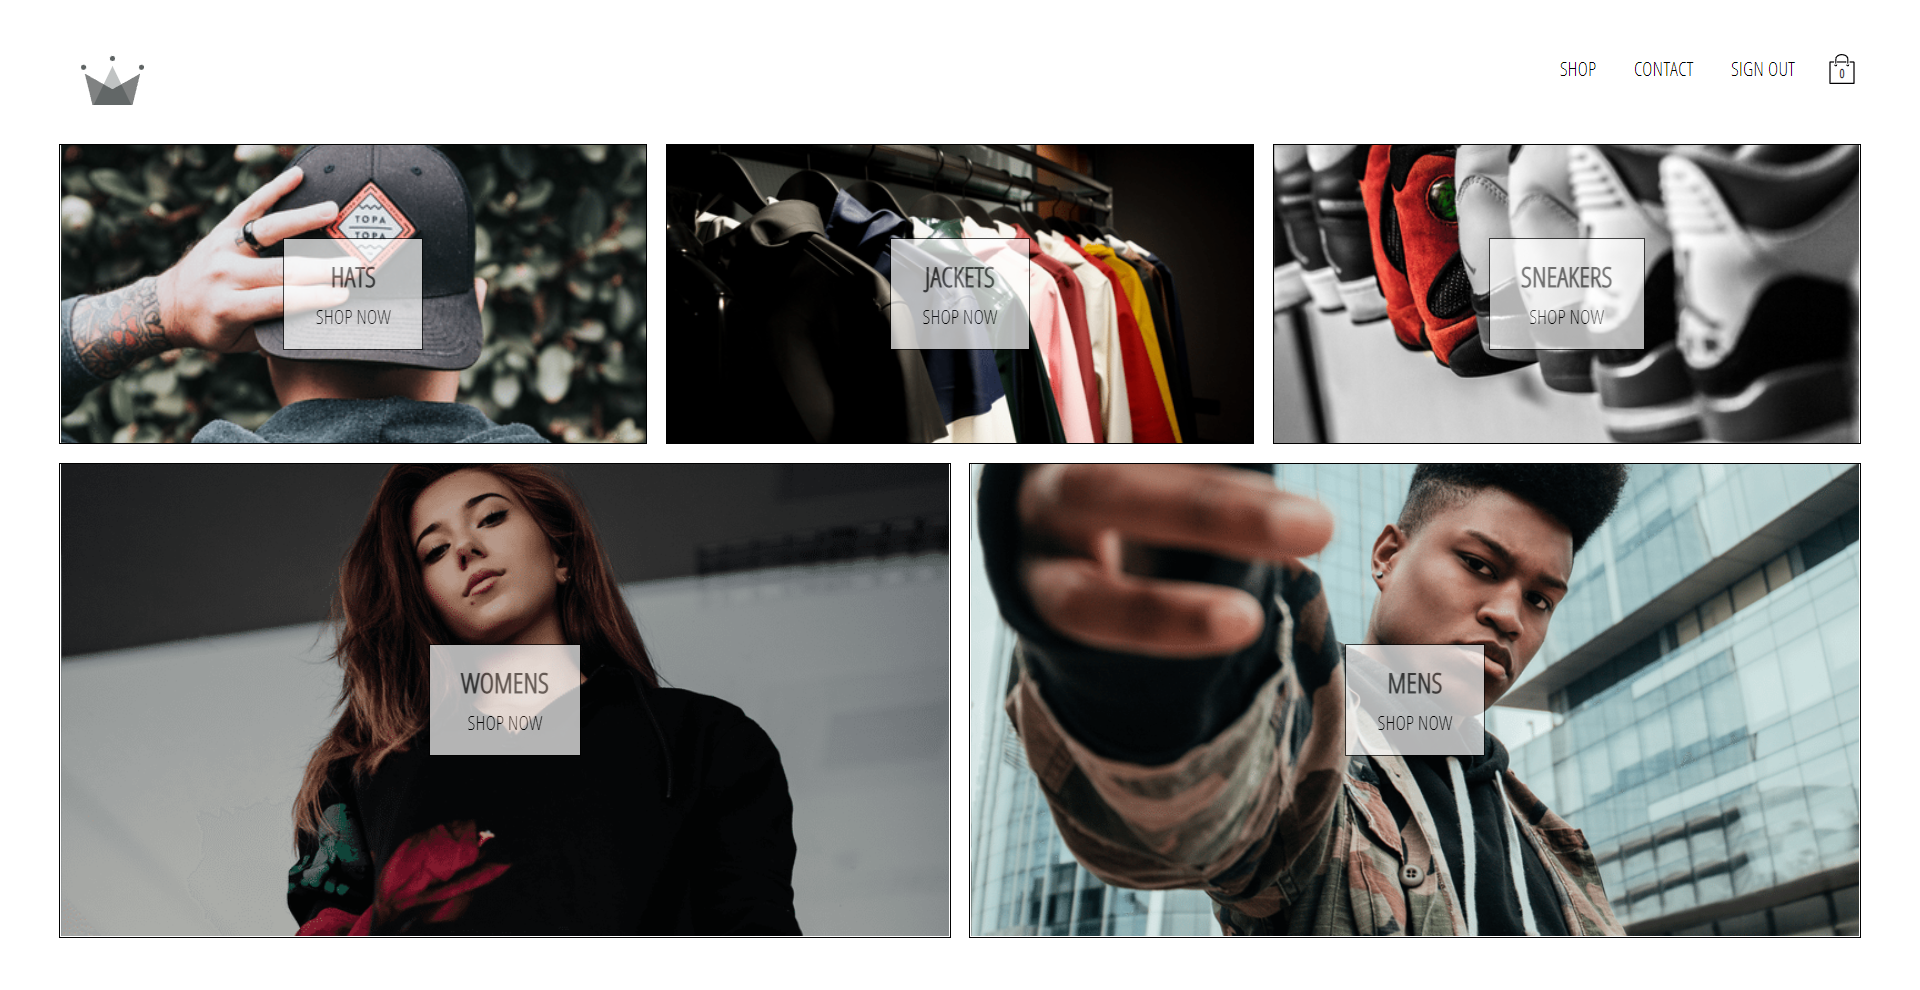 SHOP
CONTACT
SIGN OUT
0
TOPA
TOPA
HATS
SHOP NOW
JACKETS
SHOP NOW
SNEAKERS
SHOP NOW
WOMENS
SHOP NOW
MENS
SHOP NOW